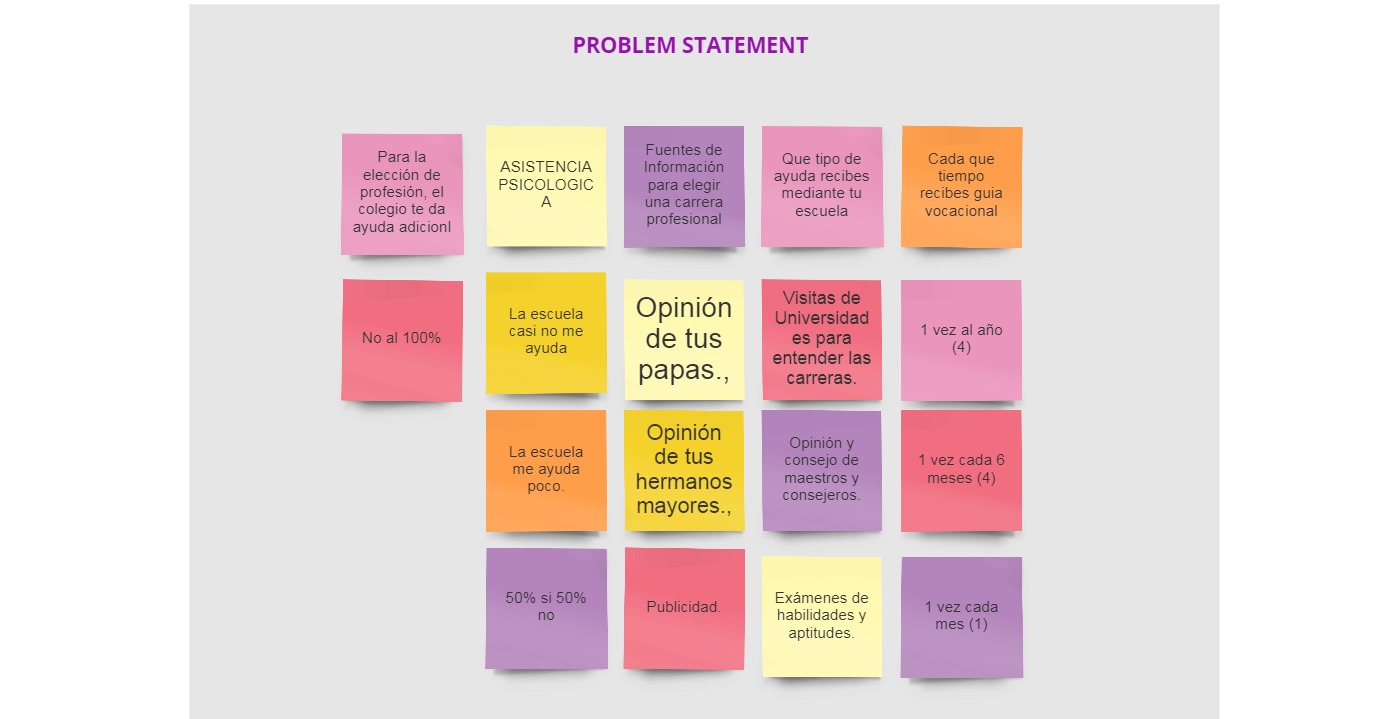 PROBLEM STATEMENT
Para la
elección de
profesión, el
colegio te da
ayuda adicionl
ASISTENCIA
PSICOLOGIC
A
Fuentes de
Información
para elegir
una carrera
profesional
Que tipo de
ayuda recibes
mediante tu
escuela
Cada que
tiempo
recibes guia
vocacional
No al 100%
La escuela
casi no me
ayuda
Opinión
de tus
papas.,
Visitas de
Universidad
es para
entender las
carreras.
1 vez al año
(4)
La escuela
me ayuda
poco.
Opinión
de tus
hermanos
mayores.,
Opinión y
consejo de
maestros y
consejeros.
1 vez cada 6
meses (4)
50% si 50%
no
Publicidad.
Exámenes de
habilidades y
aptitudes.
1 vez cada
mes (1)